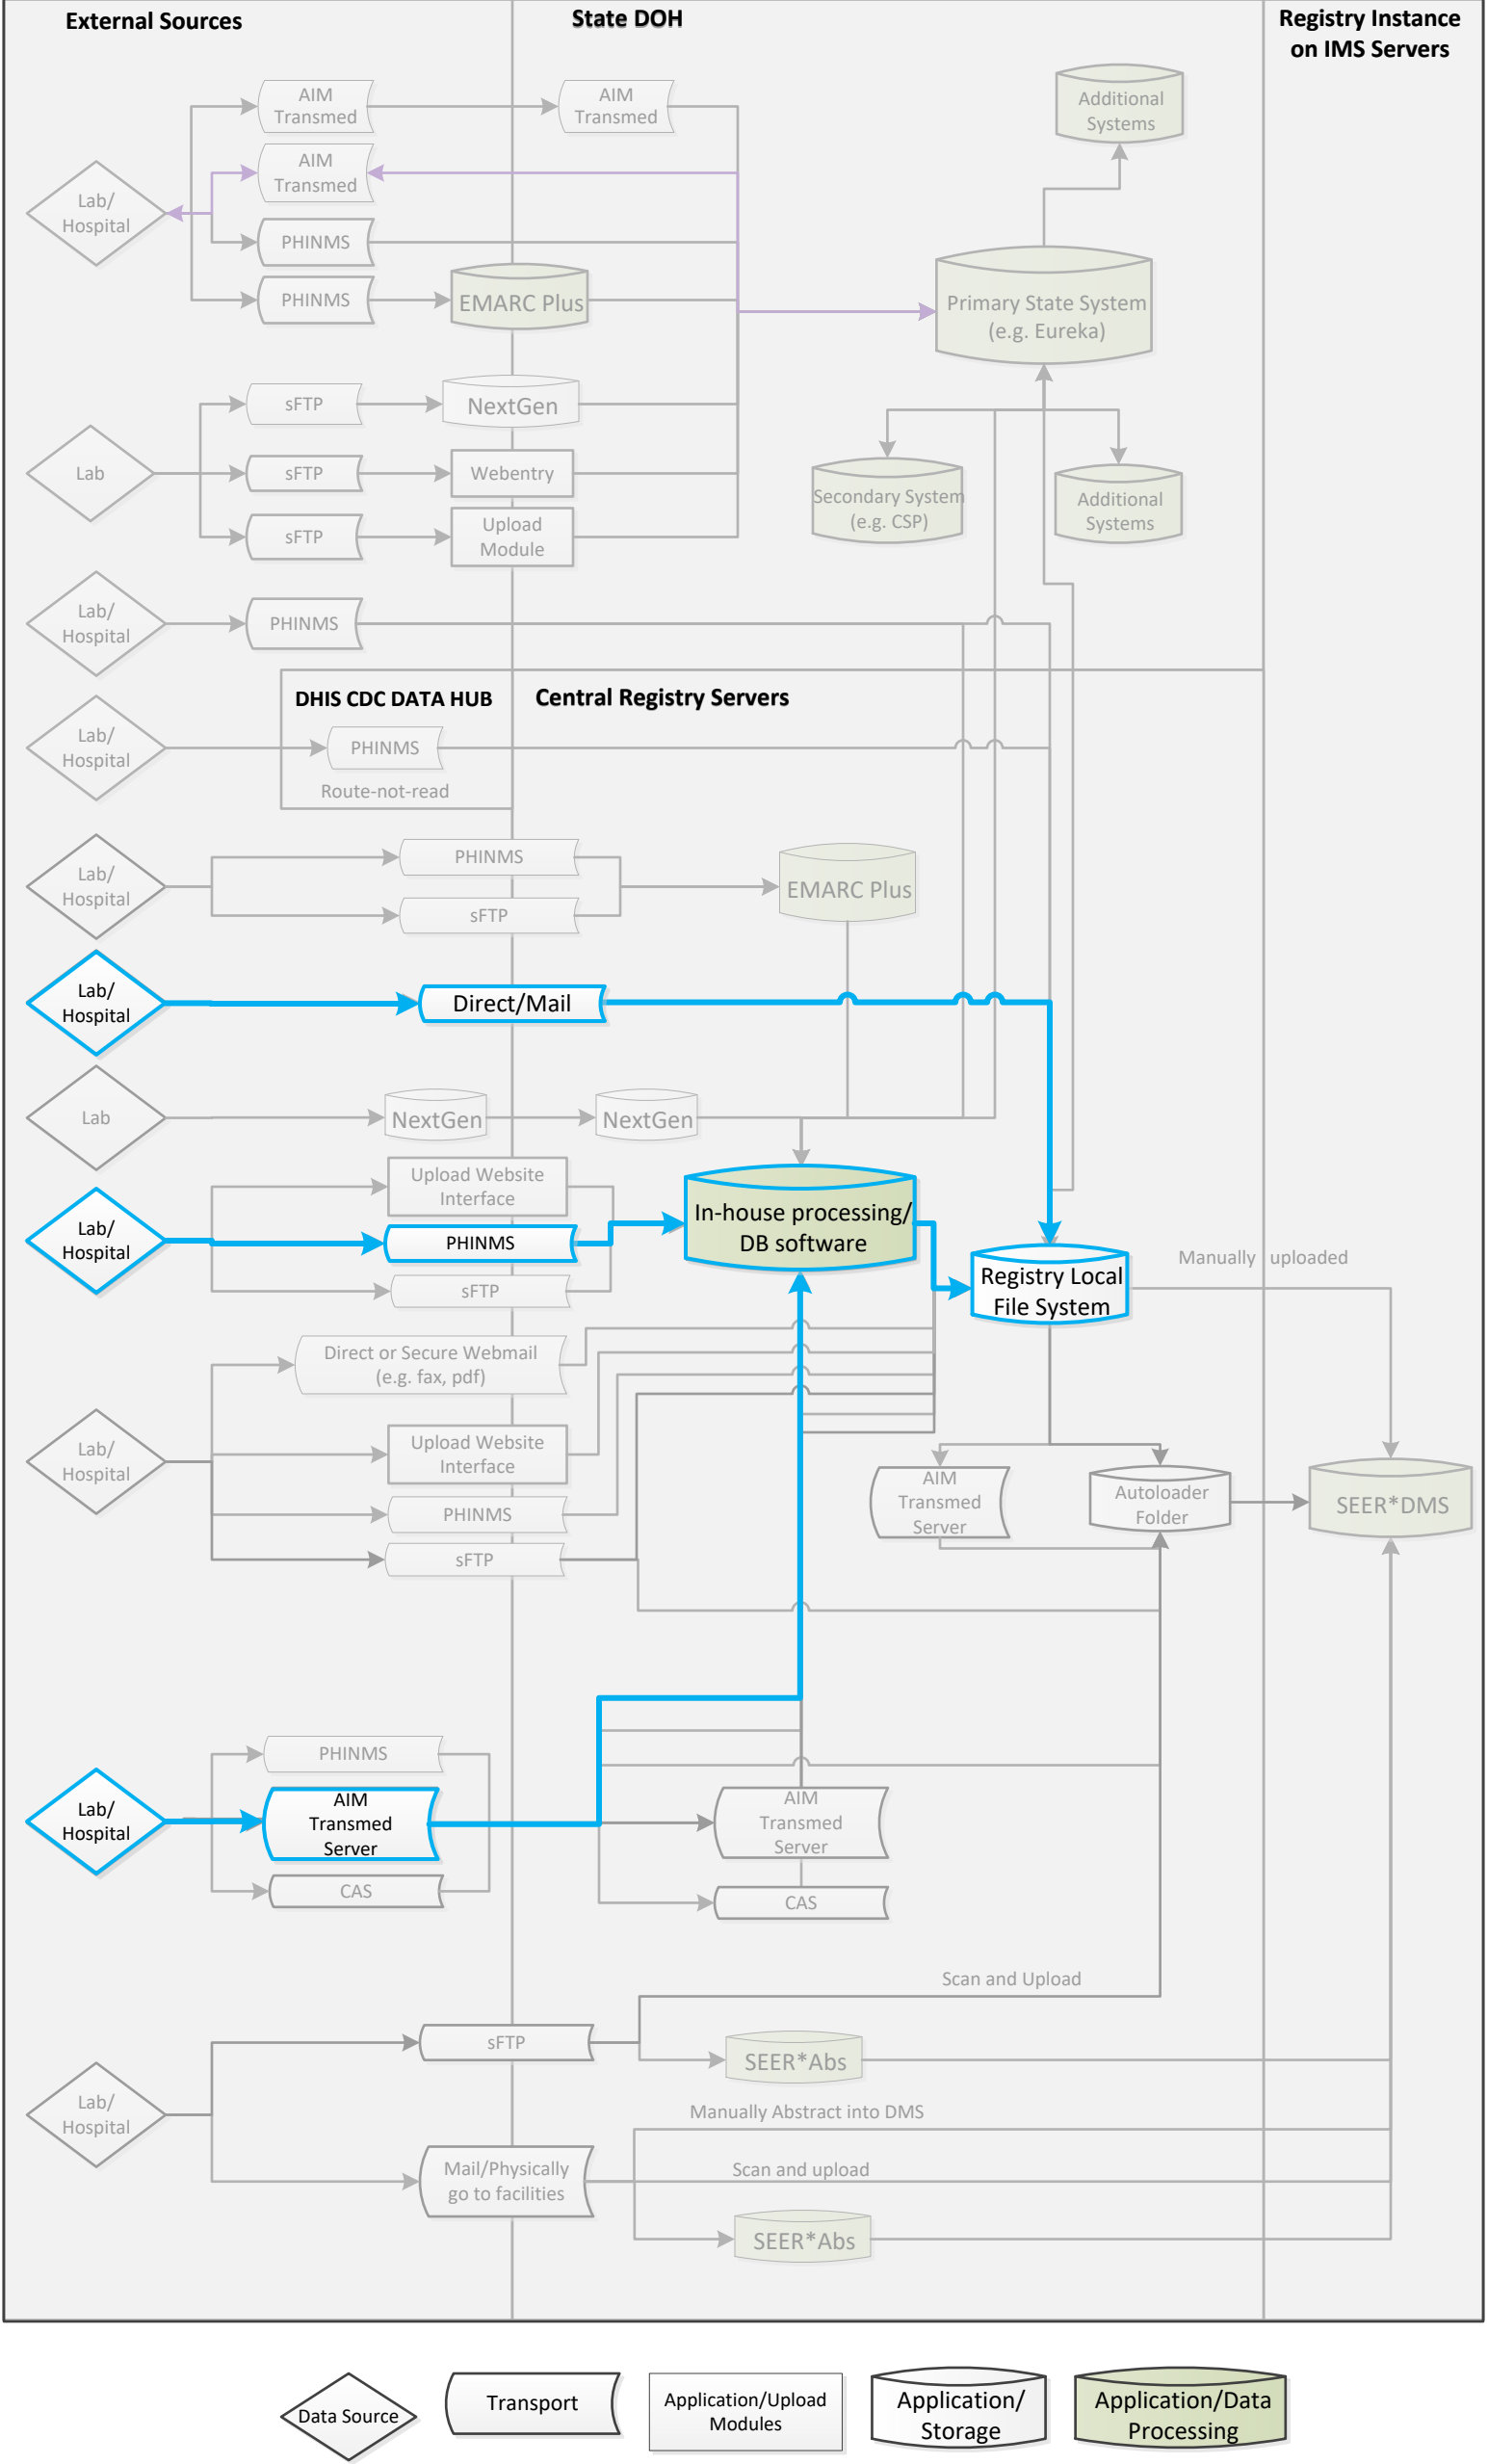 External Sources
State DOH
Registry Instance
on IMS Servers
AIM
Transmed
AIM
Transmed
Additional
Systems
AIM
Transmed
Lab/
Hospital
PHINMS
PHINMS
EMARC Plus
Primary State System
(e.g. Eureka)
sFTP
NextGen
Lab
sFTP
Webentry
Secondary System
(e.g. CSP)
Additional
Systems
sFTP
Upload
Module
Lab/
Hospital
PHINMS
DHIS CDC DATA HUB
Central Registry Servers
Lab/
Hospital
PHINMS
Route-not-read
Lab/
Hospital
PHINMS
sFTP
EMARC Plus
Lab/
Hospital
Direct/Mail
Lab
NextGen
NextGen
Upload Website
Interface
Lab/
Hospital
PHINMS
sFTP
In-house processing/
DB software
Registry Local
File System
Manually uploaded
Direct or Secure Webmail
(e.g. fax, pdf)
Lab/
Hospital
Upload Website
Interface
PHINMS
sFTP
AIM
Transmed
Server
Autoloader
Folder
SEER*DMS
PHINMS
Lab/
Hospital
AIM
Transmed
Server
CAS
AIM
Transmed
Server
CAS
Scan and Upload
sFTP
SEER*Abs
Lab/
Hospital
Manually Abstract into DMS
Mail/Physically
go to facilities
Scan and upload
SEER*Abs
Data Source
Transport
Application/Upload
Modules
Application/
Storage
Application/Data
Processing